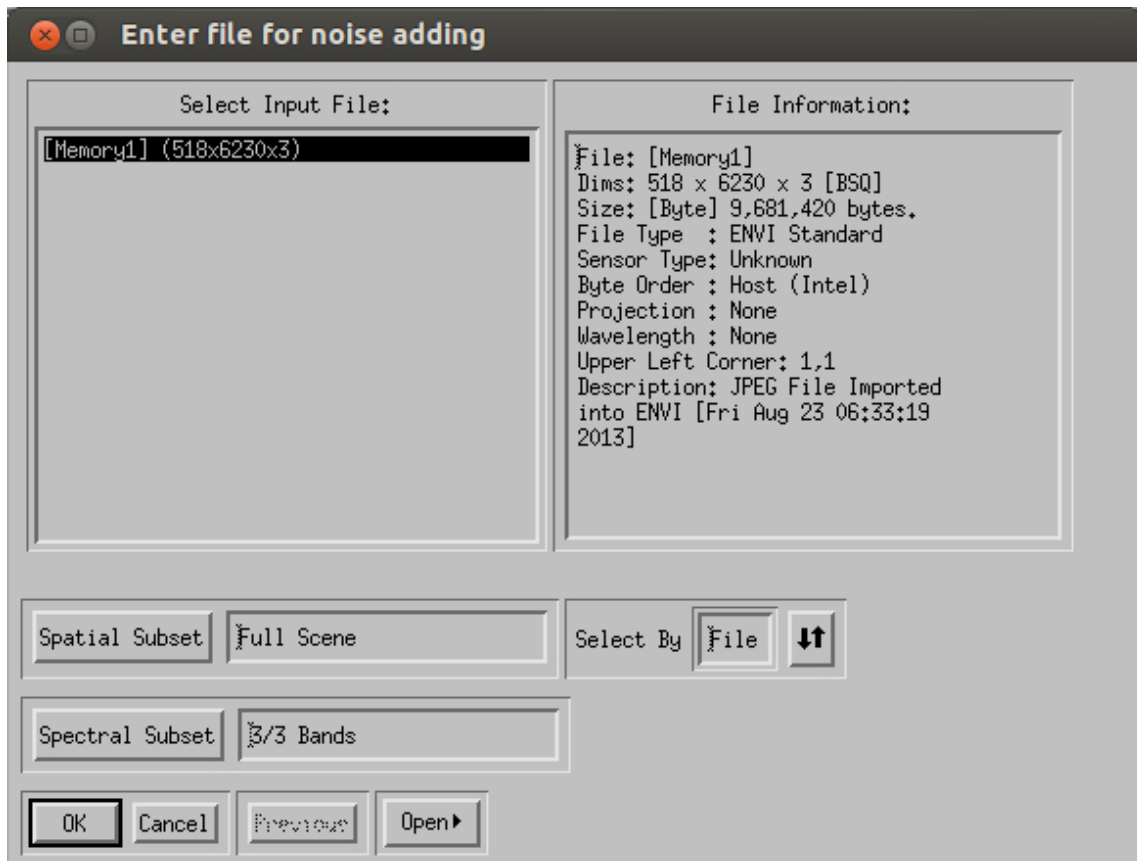 Enter file for noise adding
Select Input File:
[Memory1] (518x6230x3)
File Information:
File: [Memory1]
Dims: 518 x 6230 x 3 [BSQ]
Size: [Byte] 9,681,420 bytes.
File Type  : ENVI Standard
Sensor Type: Unknown
Byte Order : Host (Intel)
Projection : None
Wavelength : None
Upper Left Corner: 1,1
Description: JPEG File Imported
into ENVI [Fri Aug 23 06:33:19
2013]
Spatial Subset Full Scene
Select By File
Spectral Subset 3/3 Bands
OK Cancel Previous Open